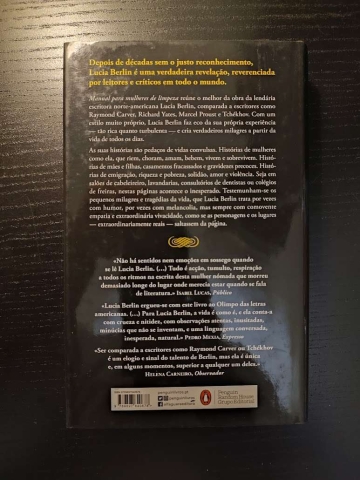 Depois de décadas sem o justo reconhecimento,
Lucia Berlin é uma verdadeira revelação, reverenciada
por leitores e críticos em todo o mundo.
Manual para mulheres de limpeza reúne o melhor da obra da lendária
escritora norte-americana Lucia Berlin, comparada a escritores como
Raymond Carver, Richard Yates, Marcel Proust e Tchékhov. Com um
estilo muito próprio, Lucia Berlin faz eco da sua própria experiência
— tão rica quanto turbulenta — e cria verdadeiros milagres a partir da
vida de todos os dias.
As suas histórias são pedaços de vidas convulsas. Histórias de mulheres
como ela, que riem, choram, amam, bebem, vivem e sobrevivem. Histó-
rias de mães e filhas, casamentos fracassados e gravidezes precoces. Histó-
rias de emigração, riqueza e pobreza, solidão, amor e violência. Seja em
salões de cabeleireiro, lavandarias, consultórios de dentistas ou colégios
de freiras, nestas páginas acontece o inesperado. Testemunham-se os
pequenos milagres e tragédias da vida, que Lucia Berlin trata por vezes
com humor, por vezes com melancolia, mas sempre com comovente
empatia e extraordinária vivacidade, como se as personagens e os lugares
— extraordinariamente reais — saltassem da página.
«Não há sentidos nem emoções em sossego quando
se lê Lucia Berlin. (...) Tudo é acção, tumulto, respiração
a todos os ritmos na escrita desta mulher nómada que morreu
demasiado longe do lugar onde merecia estar quando se fala
de literatura.» ISABEL LUCAS, Público
«Lucia Berlin ergueu-se com este livro ao Olimpo das letras
americanas. (...) Para Lucia Berlin, a vida é como é, e ela conta-a
com crueza e nitidez, com observações atentas, inusitadas,
minúcias que não se inventam, e uma linguagem conversada,
inesperada, natural.» PEDRO MEXIA, Expresso
«Ser comparada a escritores como Raymond Carver ou Tchékhov
é um elogio e sinal do talento de Berlin, mas ela é única
e, em alguns momentos, superior a qualquer um deles.»
HELENA CARNEIRO, Observador
Penguin
Random House
Grupo Editorial